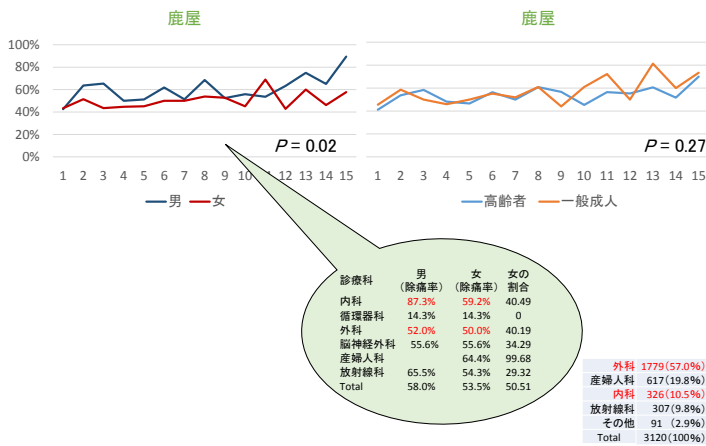 鹿屋
鹿屋
100%
80%
60%
40%
20%
0%
P = 0.02
P = 0.27
1 2 3 4 5 6 7 8 9 10 11 12 13 14 15
1 2 3 4 5 6 7 8 9 10 11 12 13 14 15
男 女
高齢者 一般成人
診療科 男(除痛率) 女(除痛率) 女の割合
内科 87.3% 59.2% 40.49
循環器科 14.3% 14.3% 0
外科 52.0% 50.0% 40.19
脳神経外科 55.6% 55.6% 34.29
産婦人科 64.4% 99.68
放射線科 65.5% 54.3% 29.32
Total 58.0% 53.5% 50.51
外科 1779(57.0%)
産婦人科 617(19.8%)
内科 326(10.5%)
放射線科 307(9.8%)
その他 91 (2.9%)
Total 3120(100%)